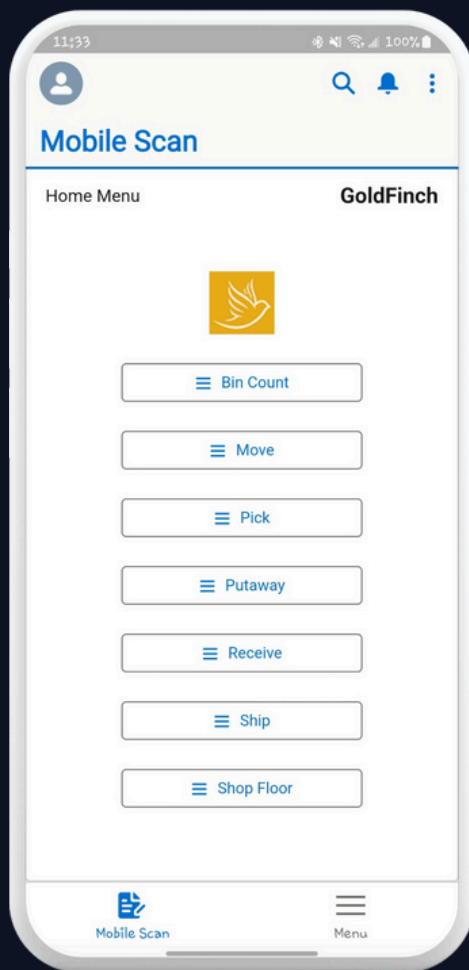 11:33 100%
Mobile Scan
Home Menu GoldFinch
Bin Count
Move
Pick
Putaway
Receive
Ship
Shop Floor
Mobile Scan Menu